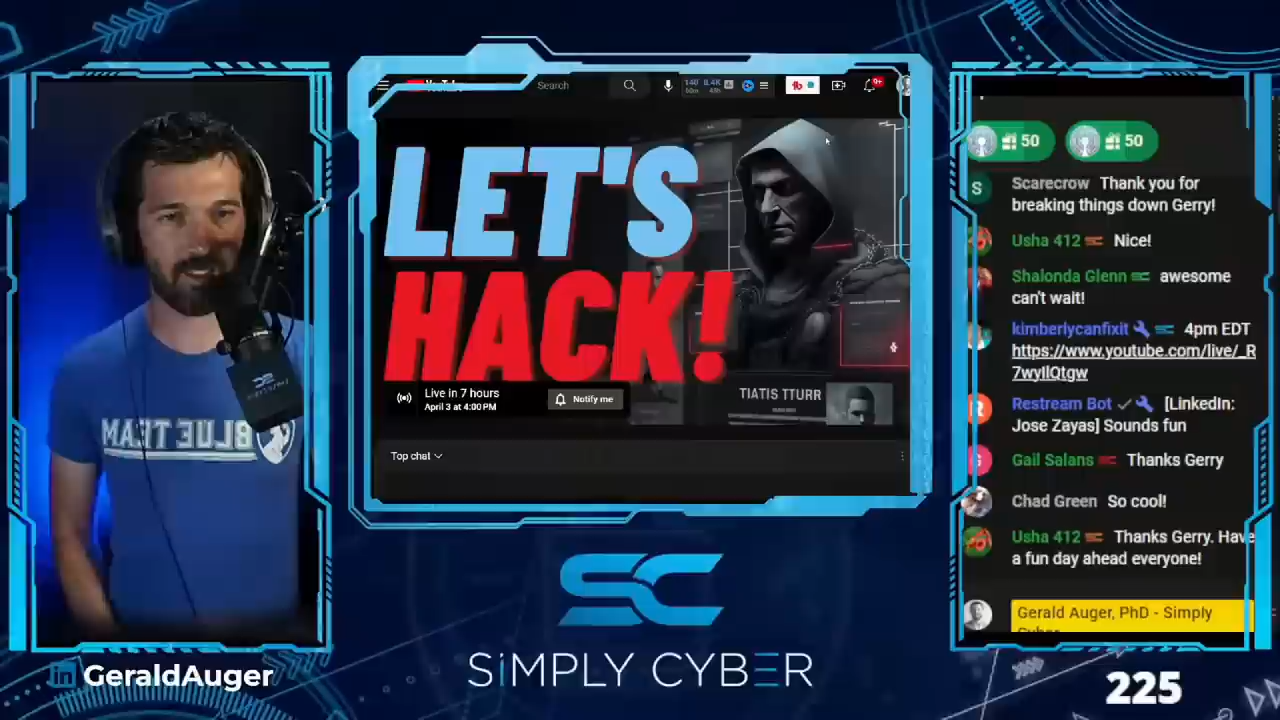 YouTube
Search
9+
LET'S
HACK!
Live in 7 hours
April 3 at 4:00 PM
Notify me
TIATIS TTURR
Top chat
BLUE TEAM
SC
SIMPLY CYBER
GeraldAuger
50
50
Scarecrow Thank you for
breaking things down Gerry!
Usha 412 Nice!
Shalonda Glenn awesome
can't wait!
kimberlycanfixit 4pm EDT
https://www.youtube.com/live/_R
7wyIlQtgw
Restream Bot [LinkedIn:
Jose Zayas] Sounds fun
Gail Salans Thanks Gerry
Chad Green So cool!
Usha 412 Thanks Gerry. Have
a fun day ahead everyone!
Gerald Auger, PhD - Simply
Cyber
225